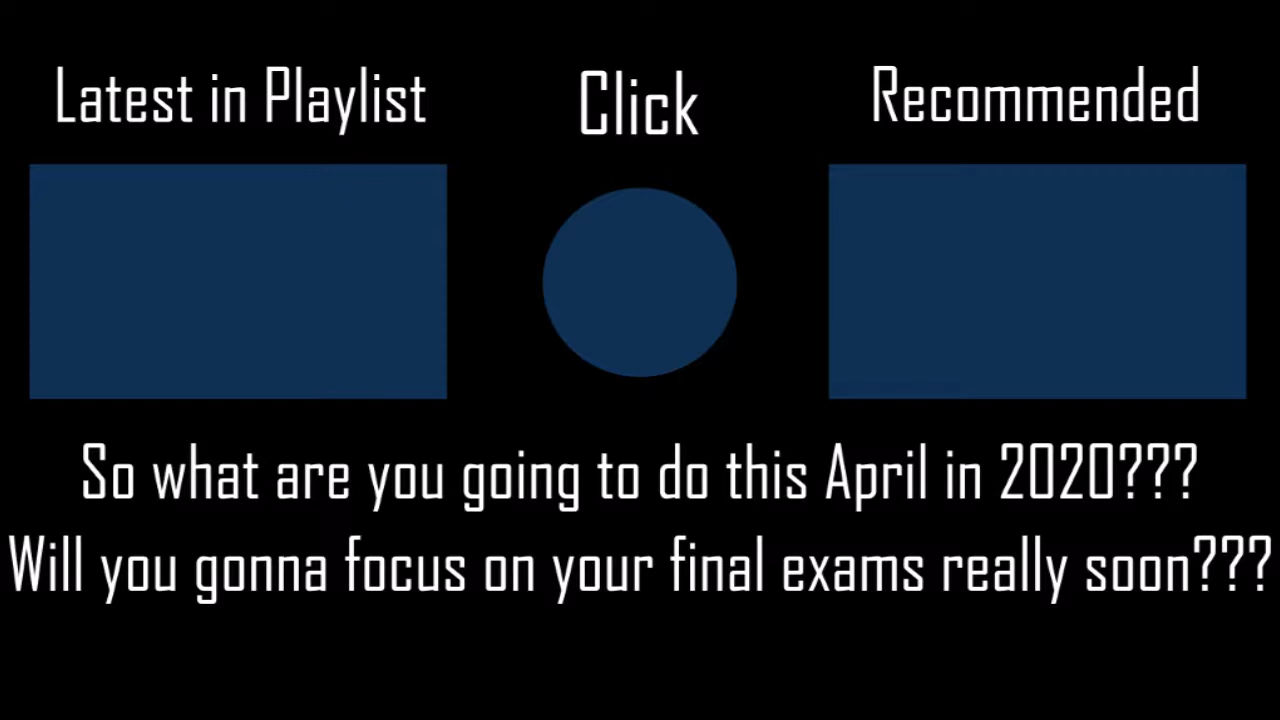 Latest in Playlist
Click
Recommended
So what are you going to do this April in 2020???
Will you gonna focus on your final exams really soon???